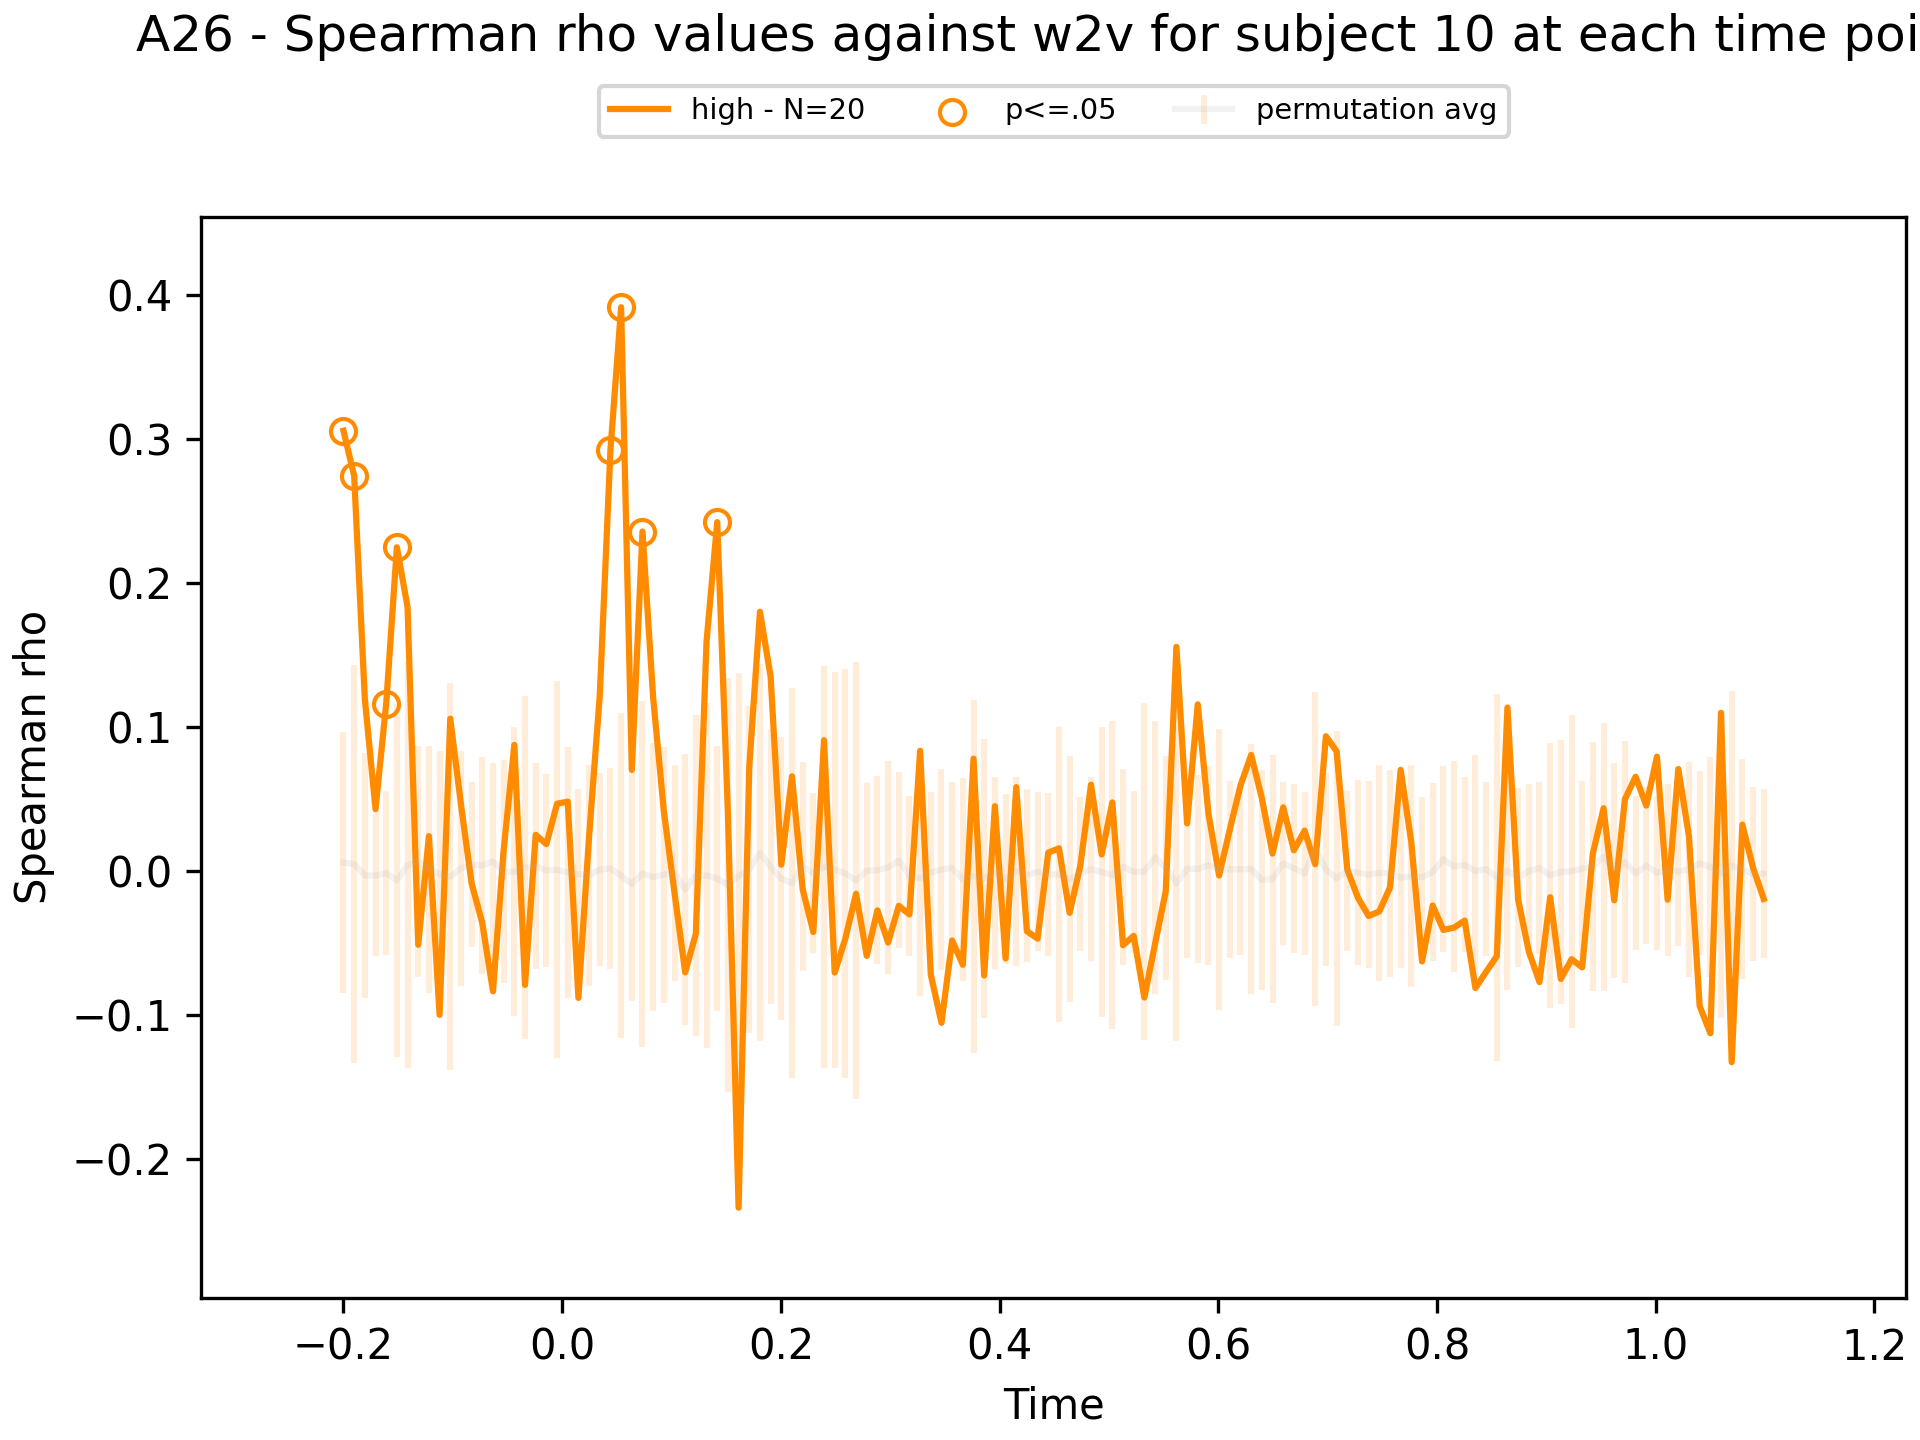 A26 - Spearman rho values against w2v for subject 10 at each time poi
high - N=20 p<=.05 permutation avg
0.4
0.3
0.2
0.1
0.0
−0.1
−0.2
Spearman rho
−0.2 0.0 0.2 0.4 0.6 0.8 1.0 1.2
Time